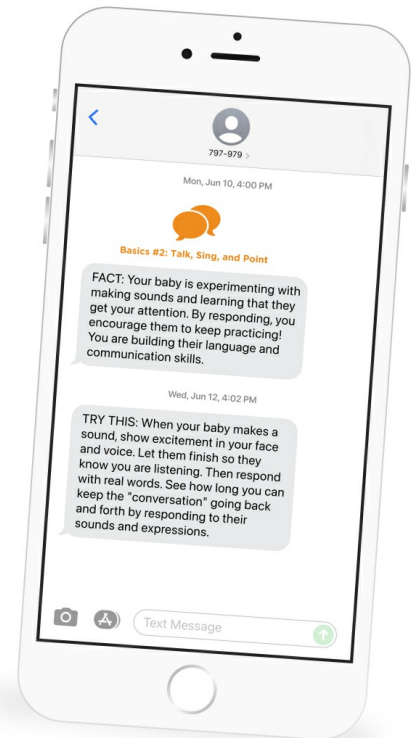 797-979 >
Mon, Jun 10, 4:00 PM
Basics #2: Talk, Sing, and Point
FACT: Your baby is experimenting with
making sounds and learning that they
get your attention. By responding, you
encourage them to keep practicing!
You are building their language and
communication skills.
Wed, Jun 12, 4:02 PM
TRY THIS: When your baby makes a
sound, show excitement in your face
and voice. Let them finish so they
know you are listening. Then respond
with real words. See how long you can
keep the "conversation" going back
and forth by responding to their
sounds and expressions.
Text Message